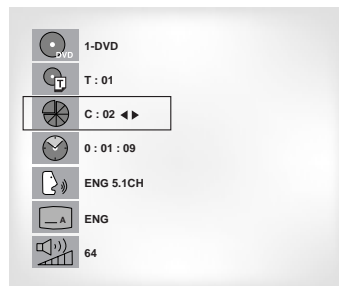 DVD 1-DVD
T T : 01
C : 02 ◀ ▶
0 : 01 : 09
ENG 5.1CH
A ENG
64